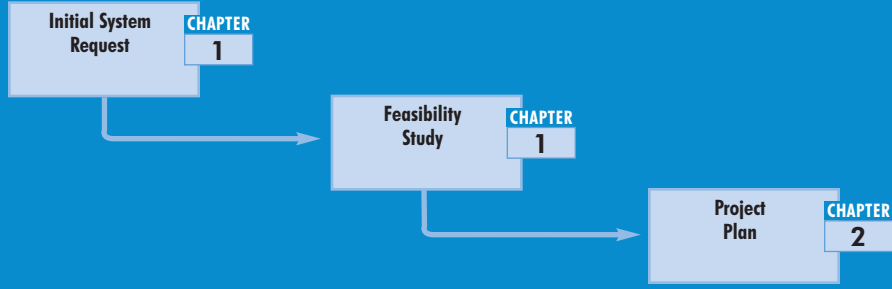 Initial System
Request
CHAPTER
1
Feasibility
Study
CHAPTER
1
Project
Plan
CHAPTER
2